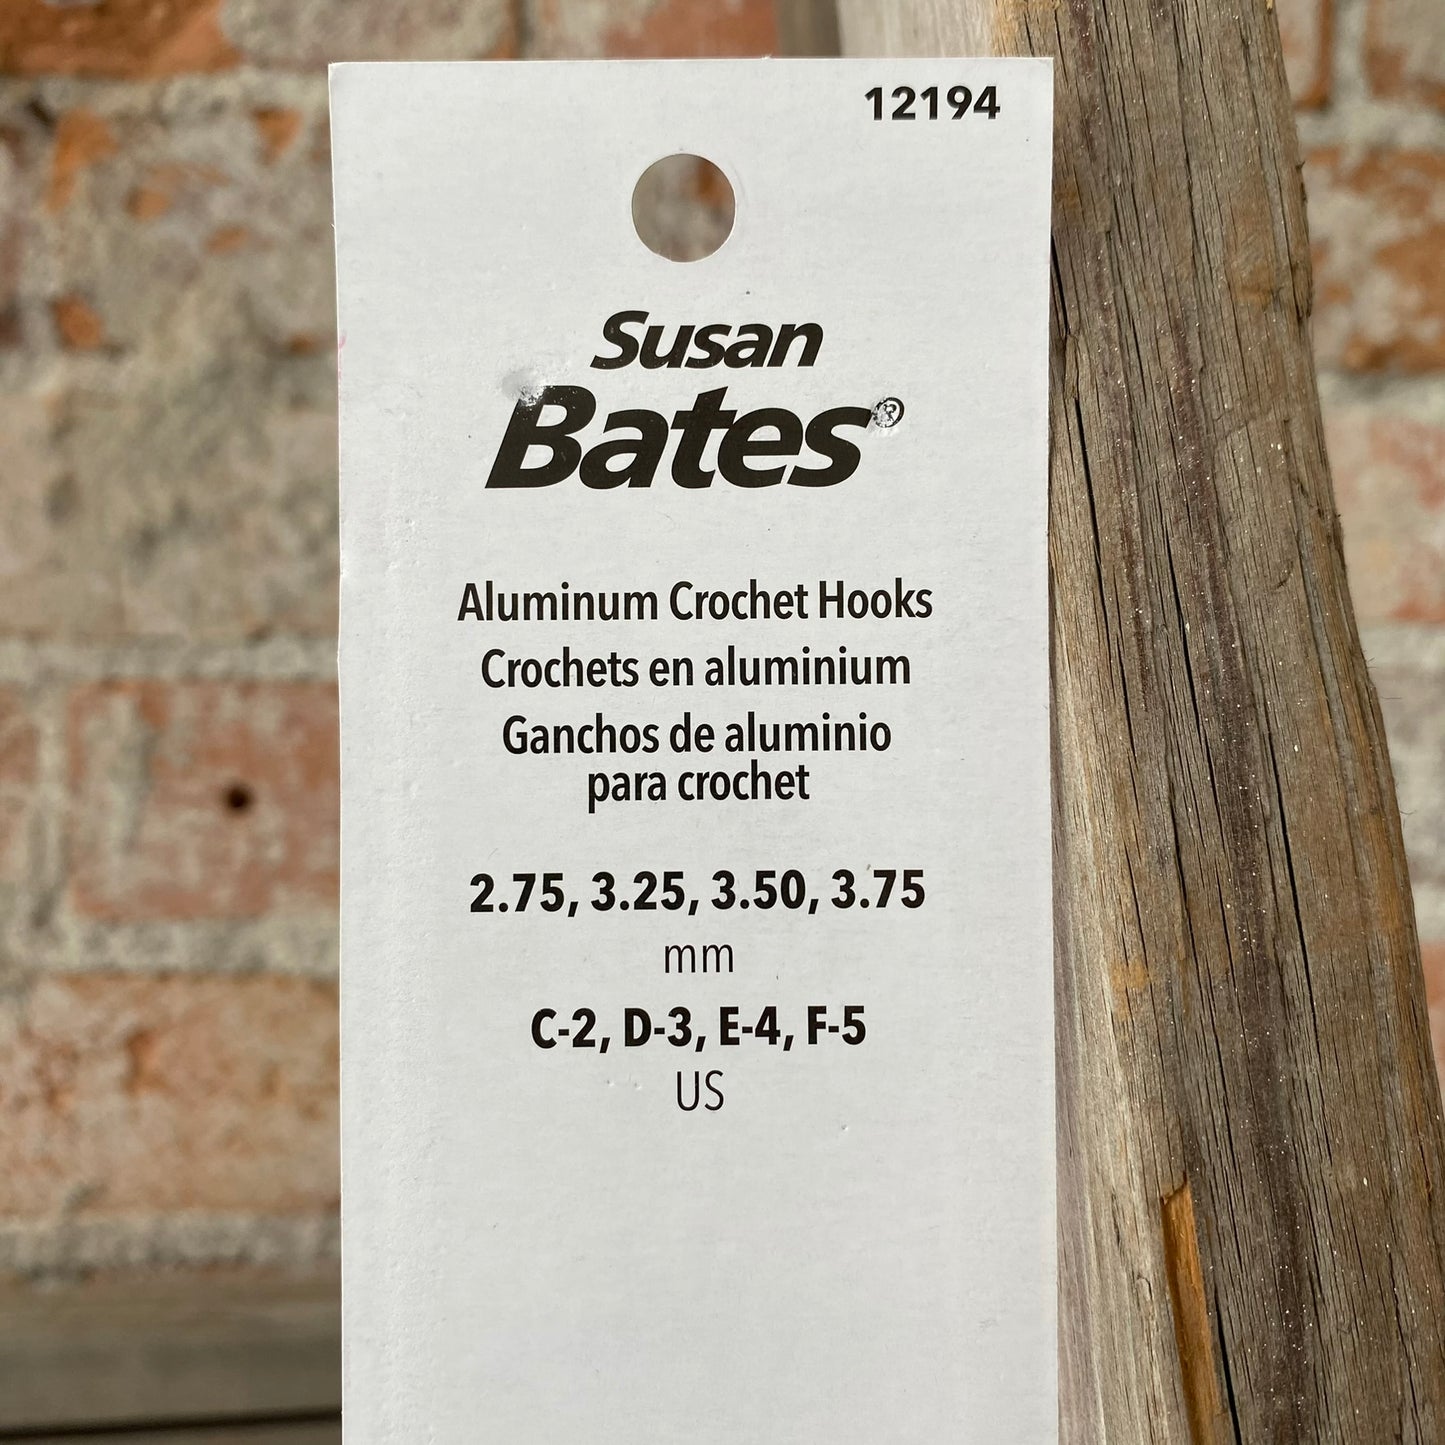 12194
Susan
Bates®
Aluminum Crochet Hooks
Crochets en aluminium
Ganchos de aluminio
para crochet
2.75, 3.25, 3.50, 3.75
mm
C-2, D-3, E-4, F-5
US